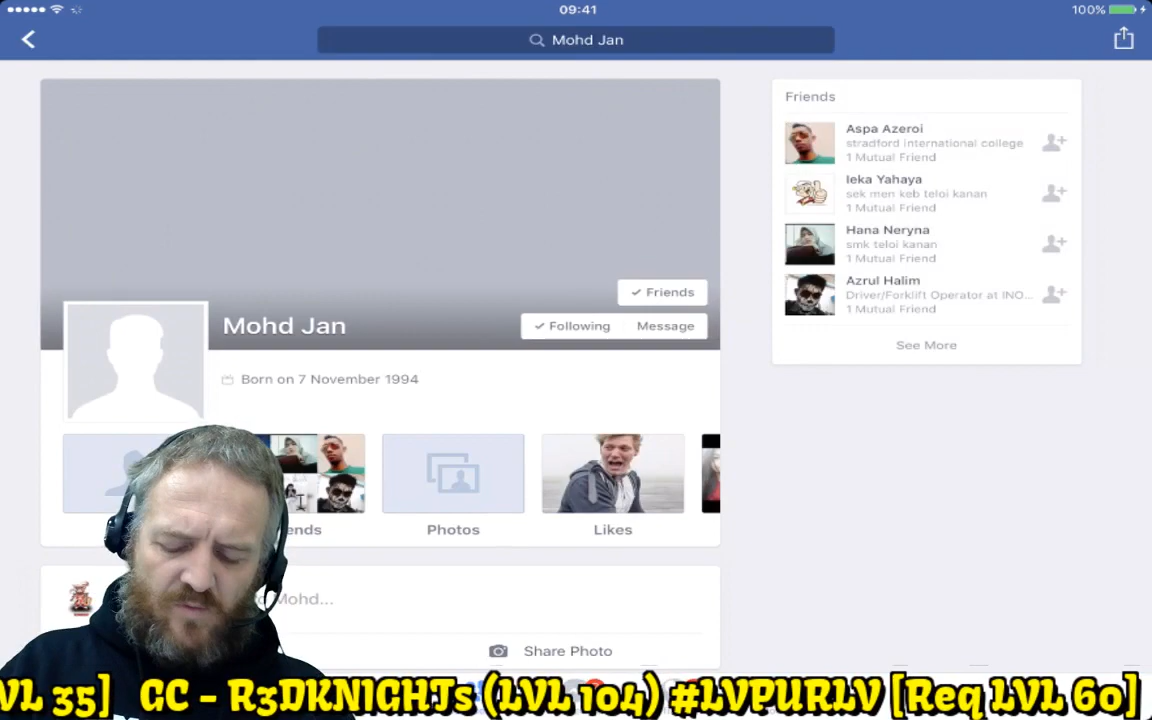 09:41
100%
Mohd Jan
Friends
Aspa Azeroi
stradford international college
1 Mutual Friend
Ieka Yahaya
sek men keb teloi kanan
1 Mutual Friend
Hana Neryna
smk teloi kanan
1 Mutual Friend
Azrul Halim
Driver/Forklift Operator at INO...
1 Mutual Friend
See More
Friends
Mohd Jan
Following
Message
Born on 7 November 1994
ends
Photos
Likes
Mohd...
Share Photo
VL 35] GC - R3DKNIGHTs (LVL 104) #LVPURLV [Req LVL 60]